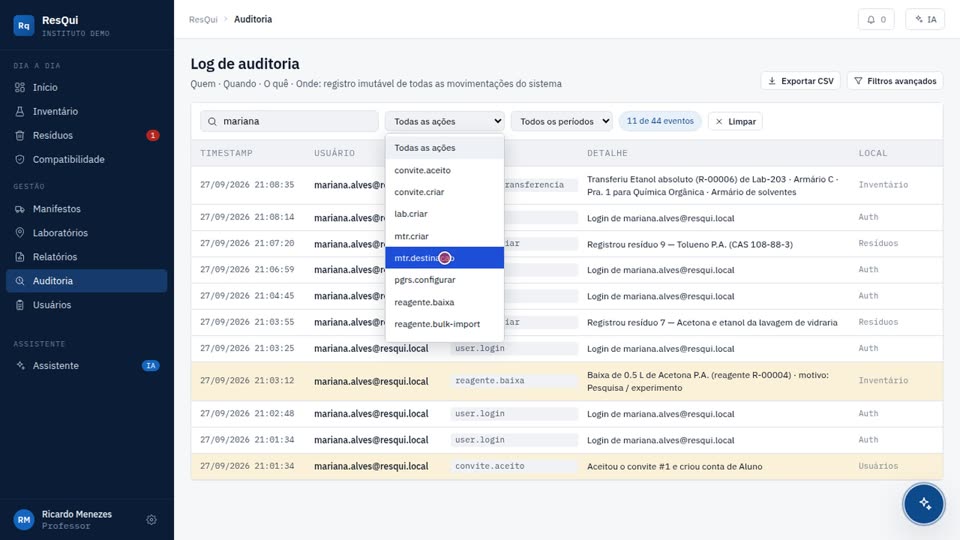 Rq
ResQui
INSTITUTO DEMO
DIA A DIA
Início
Inventário
Resíduos 1
Compatibilidade
GESTÃO
Manifestos
Laboratórios
Relatórios
Auditoria
Usuários
ASSISTENTE
Assistente IA
RM
Ricardo Menezes
Professor
ResQui > Auditoria
0
IA
Log de auditoria
Quem · Quando · O quê · Onde: registro imutável de todas as movimentações do sistema
Exportar CSV
Filtros avançados
mariana
Todas as ações
Todos os períodos
11 de 44 eventos
Limpar
Todas as ações
convite.aceito
convite.criar
lab.criar
mtr.criar
pgrs.configurar
reagente.baixa
reagente.bulk-import
TIMESTAMP USUÁRIO DETALHE LOCAL
27/09/2026 21:08:35 ransferencia Transferiu Etanol absoluto (R-00006) de Lab-203 · Armário C · Pra. 1 para Química Orgânica · Armário de solventes Inventário
27/09/2026 21:08:14 Login de mariana.alves@resqui.local Auth
27/09/2026 21:07:20 Registrou resíduo 9 — Tolueno P.A. (CAS 108-88-3) Resíduos
27/09/2026 21:06:59 Login de mariana.alves@resqui.local Auth
27/09/2026 21:04:45 Login de mariana.alves@resqui.local Auth
27/09/2026 21:03:55 Registrou resíduo 7 — Acetona e etanol da lavagem de vidraria Resíduos
27/09/2026 21:03:25 mariana.alves@resqui.local user.login Login de mariana.alves@resqui.local Auth
27/09/2026 21:03:12 mariana.alves@resqui.local reagente.baixa Baixa de 0.5 L de Acetona P.A. (reagente R-00004) · motivo: Pesquisa / experimento Inventário
27/09/2026 21:02:48 mariana.alves@resqui.local user.login Login de mariana.alves@resqui.local Auth
27/09/2026 21:01:34 mariana.alves@resqui.local user.login Login de mariana.alves@resqui.local Auth
27/09/2026 21:01:34 mariana.alves@resqui.local convite.aceito Aceitou o convite #1 e criou conta de Aluno Usuários